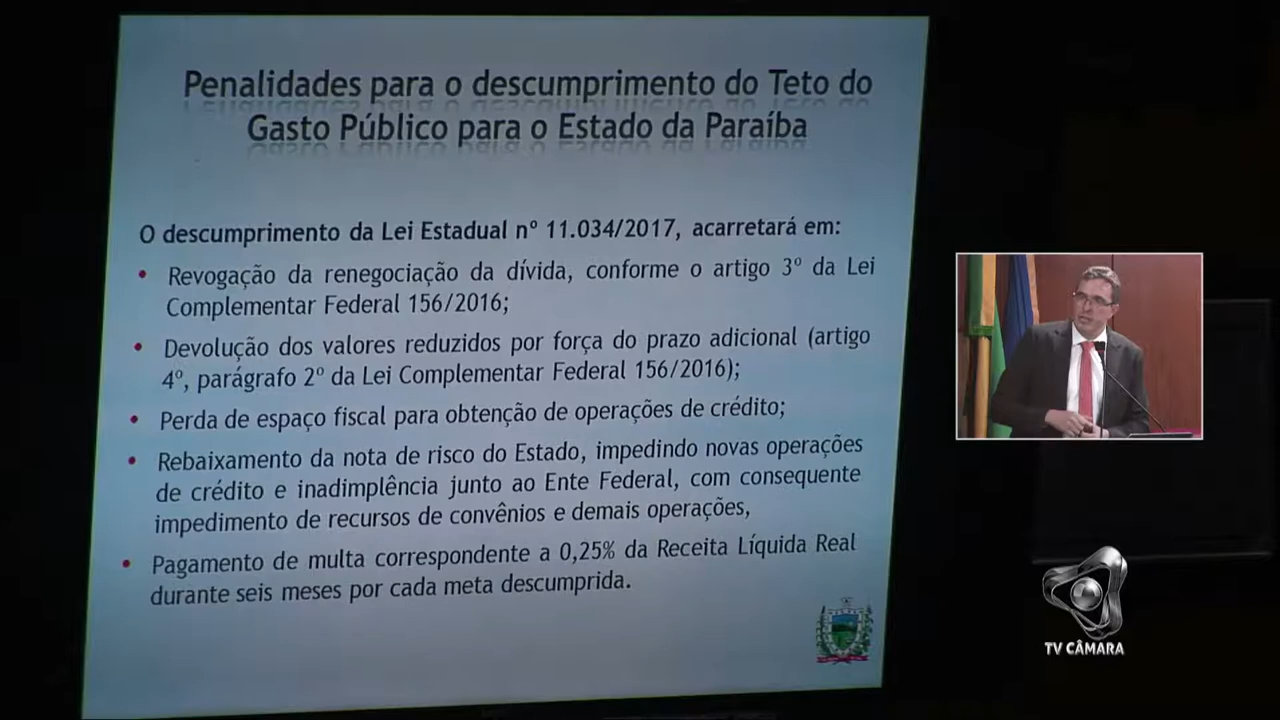 Penalidades para o descumprimento do Teto do
Gasto Público para o Estado da Paraíba
O descumprimento da Lei Estadual nº 11.034/2017, acarretará em:
• Revogação da renegociação da dívida, conforme o artigo 3º da Lei
Complementar Federal 156/2016;
• Devolução dos valores reduzidos por força do prazo adicional (artigo
4º, parágrafo 2º da Lei Complementar Federal 156/2016);
• Perda de espaço fiscal para obtenção de operações de crédito;
• Rebaixamento da nota de risco do Estado, impedindo novas operações
de crédito e inadimplência junto ao Ente Federal, com consequente
impedimento de recursos de convênios e demais operações,
• Pagamento de multa correspondente a 0,25% da Receita Líquida Real
durante seis meses por cada meta descumprida.
TV CÂMARA